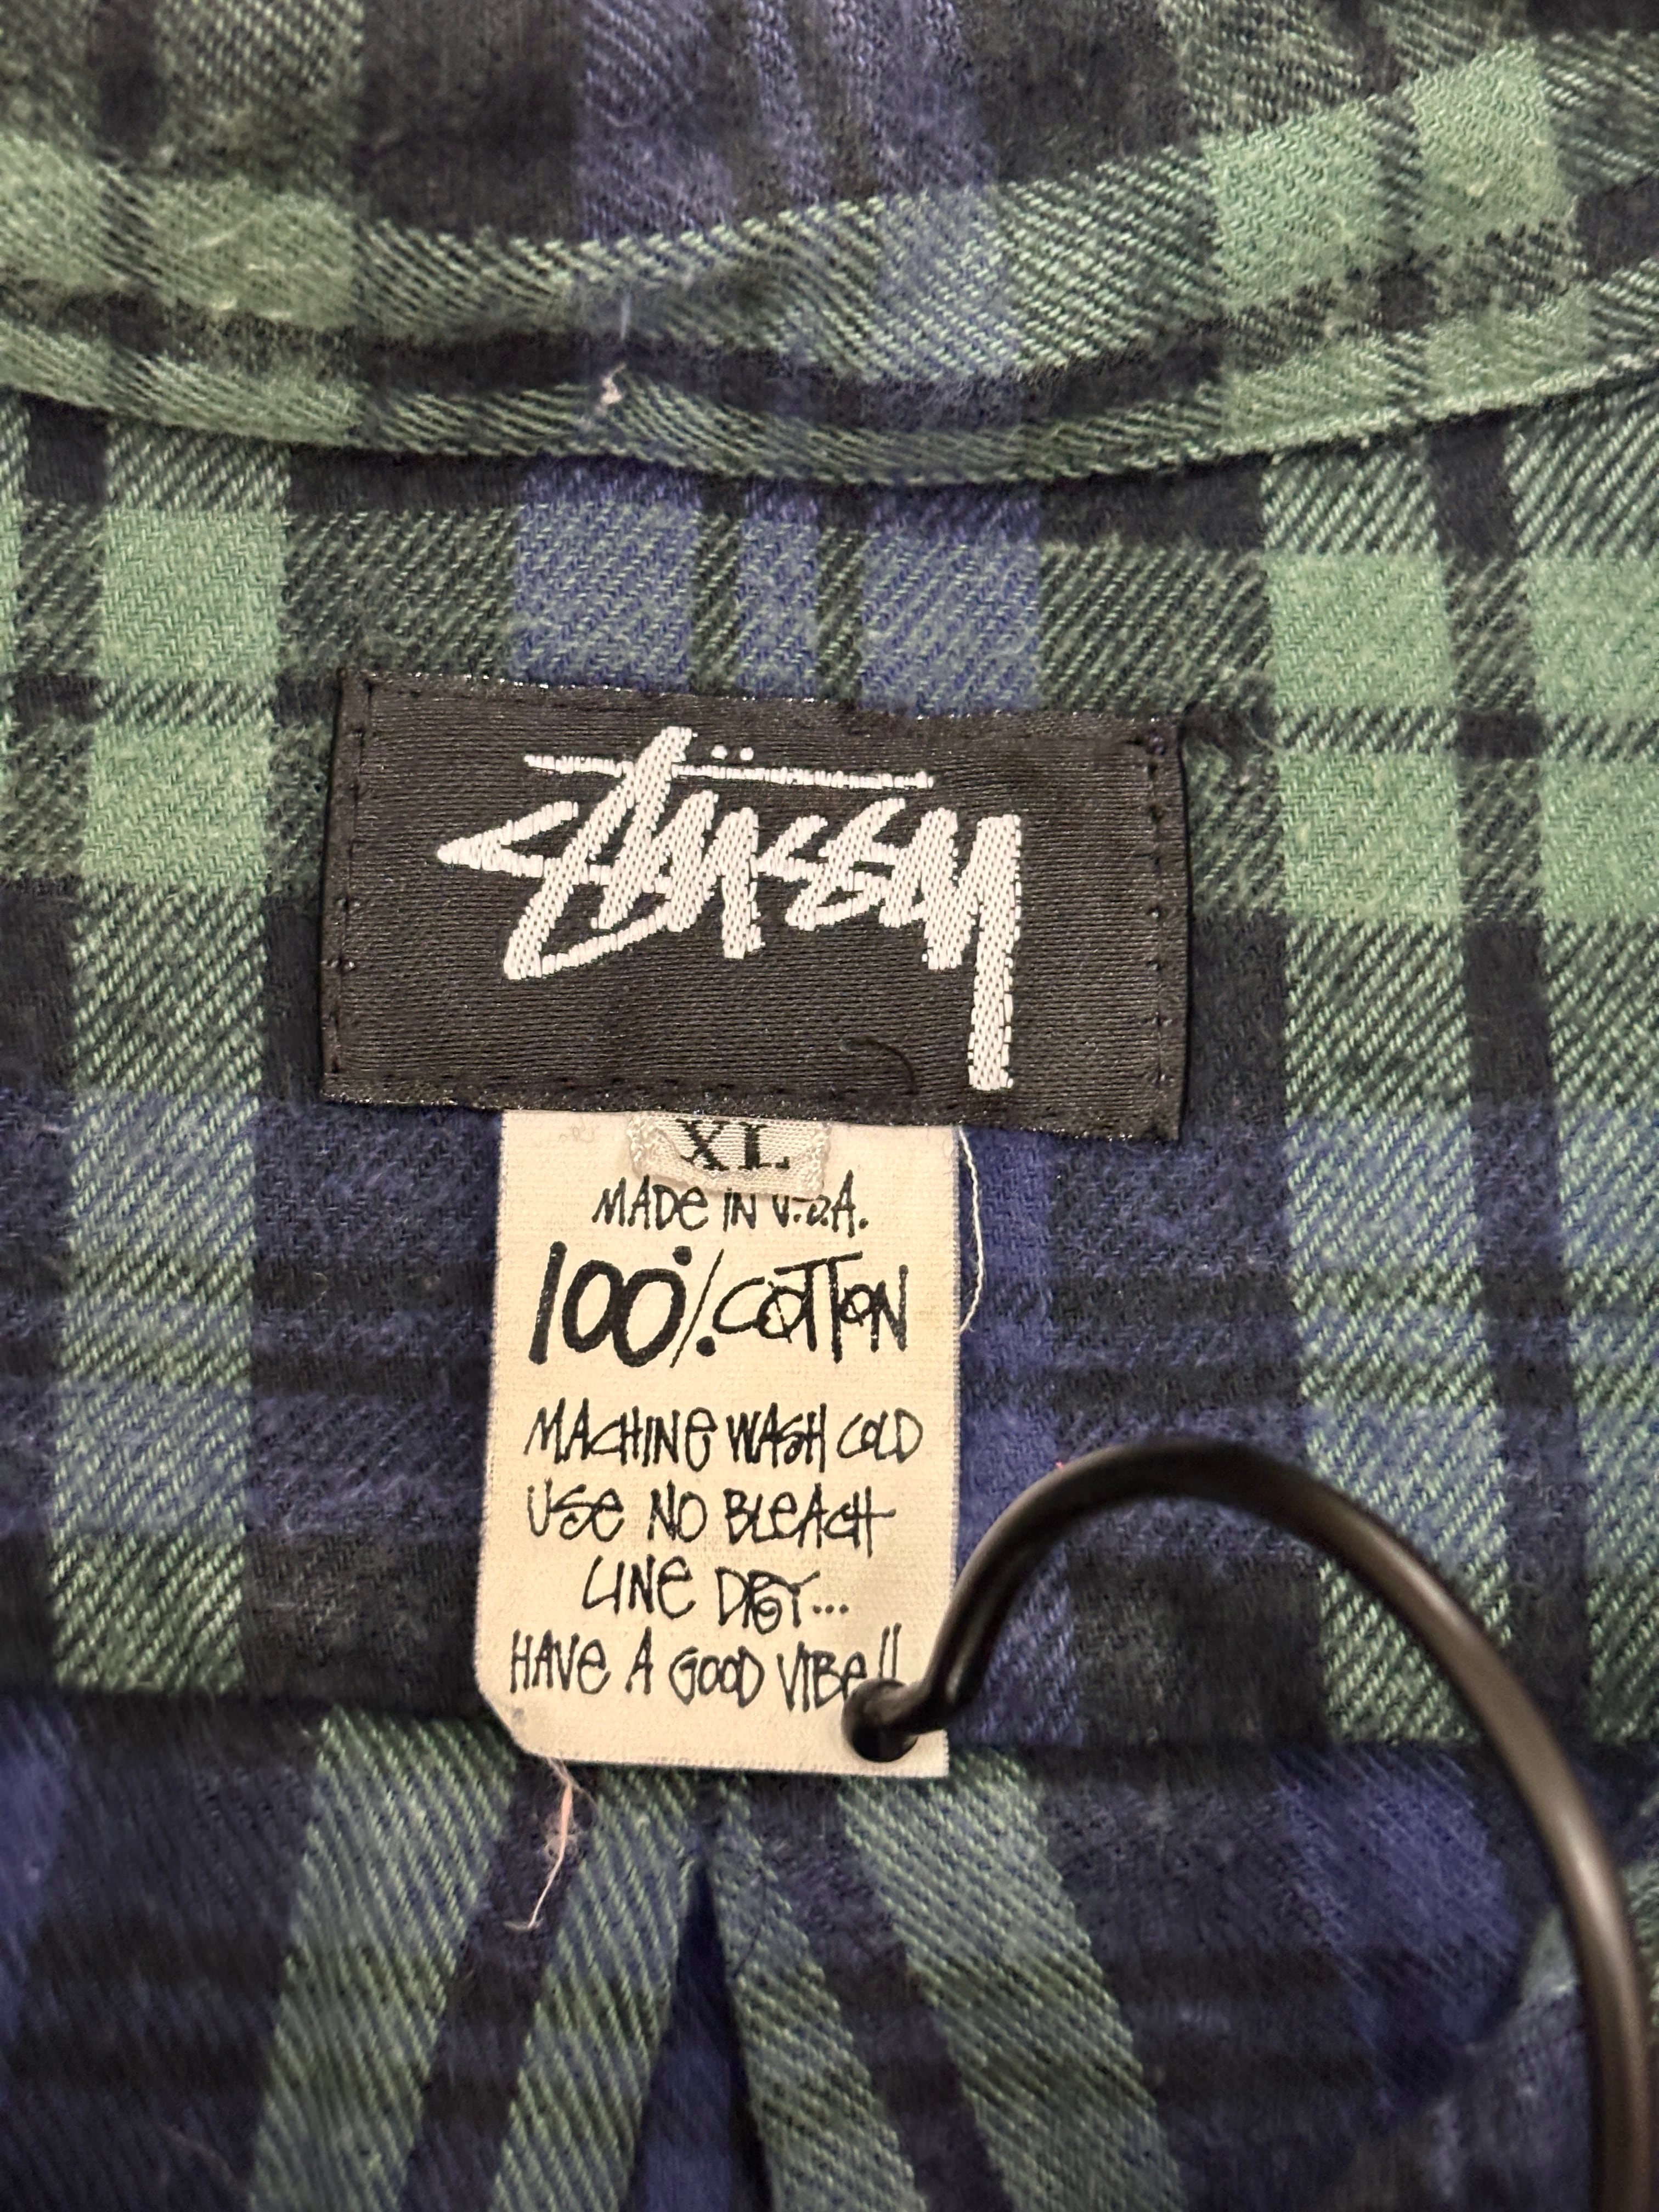 STÜSSY
XL
MADE IN U.S.A.
100% COTTON
MACHINE WASH COLD
USE NO BLEACH
LINE DRY...
HAVE A GOOD VIBE!!